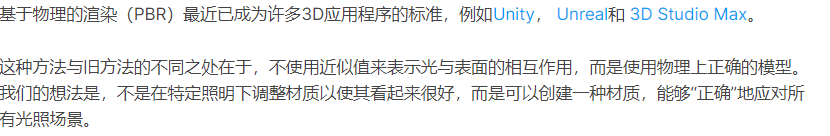 基于物理的渲染（PBR）最近已成为许多3D应用程序的标准，例如Unity， Unreal和 3D Studio Max。
这种方法与旧方法的不同之处在于，不使用近似值来表示光与表面的相互作用，而是使用物理上正确的模型。
我们的想法是，不是在特定照明下调整材质以使其看起来很好，而是可以创建一种材质，能够“正确”地应对所
有光照场景。